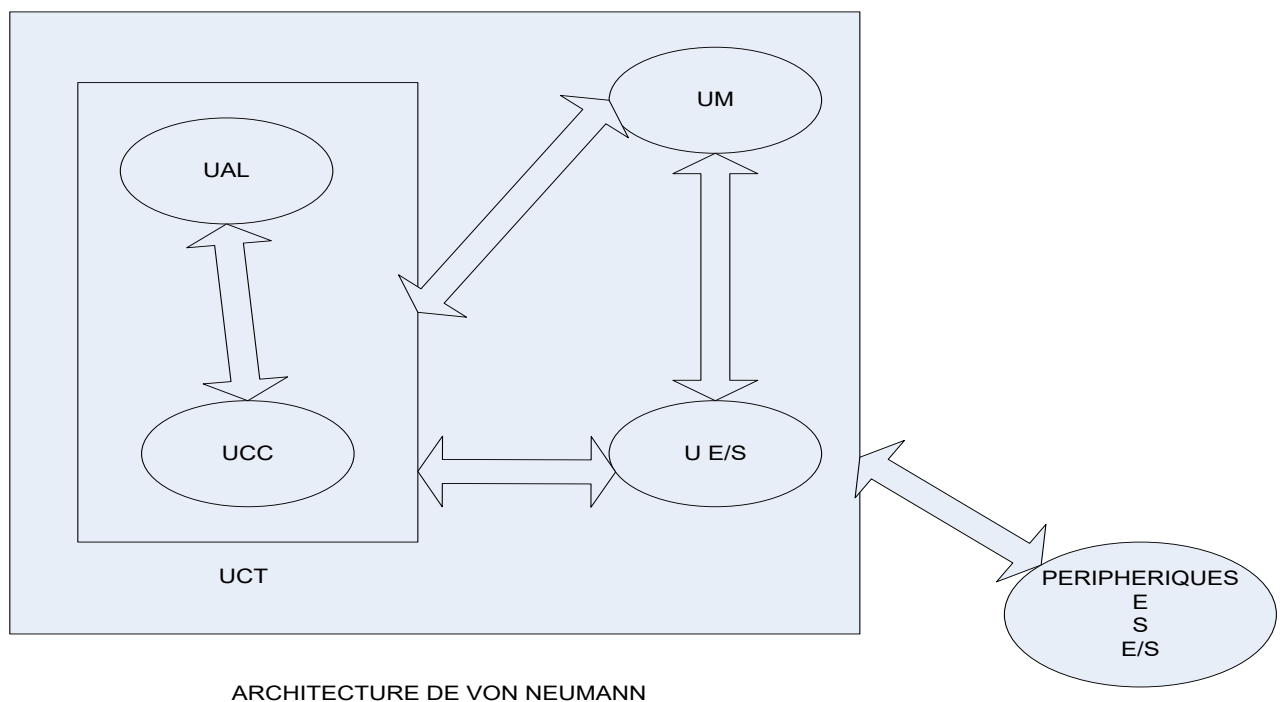 UM
UAL
UCC
U E/S
UCT
PERIPHERIQUES
E
S
E/S
ARCHITECTURE DE VON NEUMANN